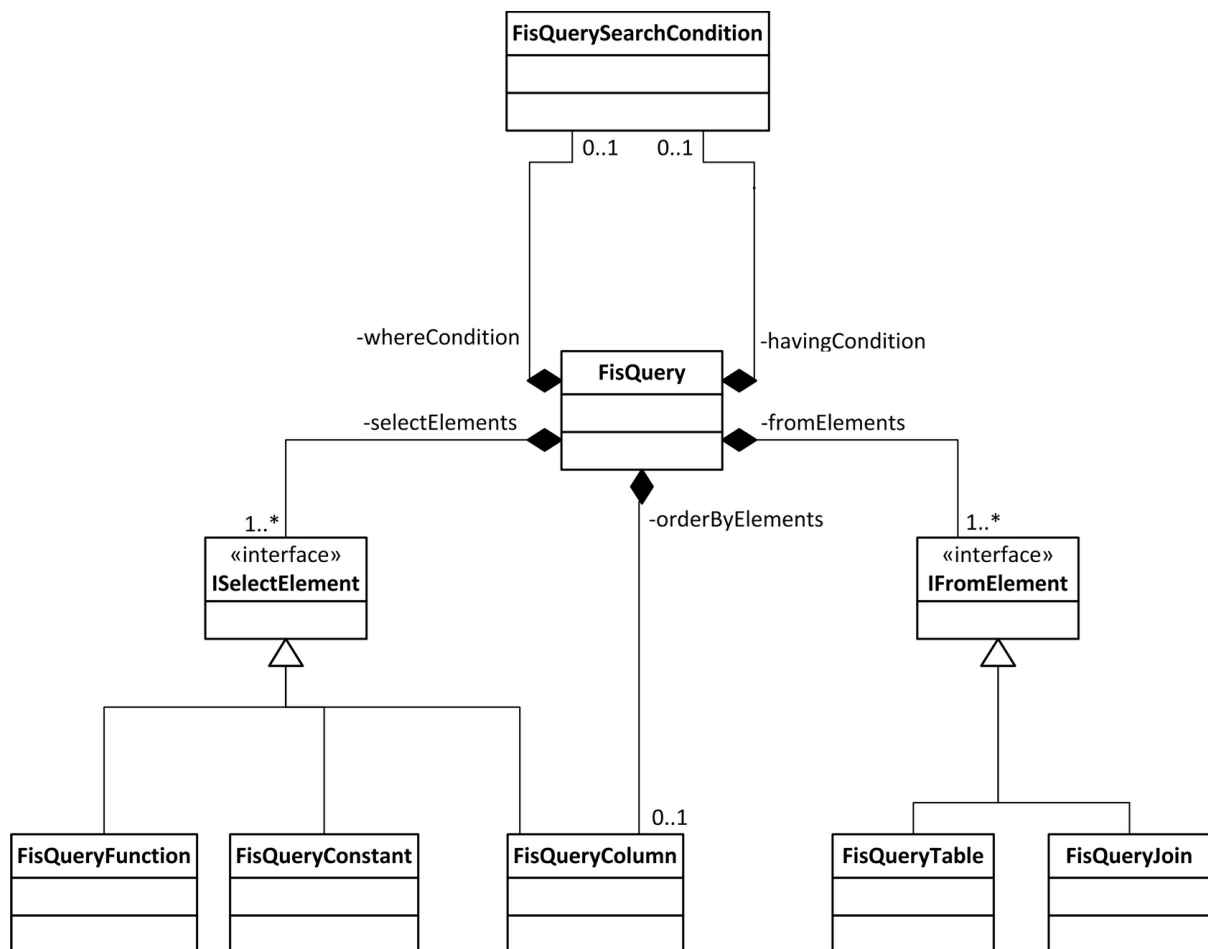 FisQuerySearchCondition
0..1
0..1
-whereCondition
-havingCondition
FisQuery
-selectElements
-fromElements
-orderByElements
1..*
1..*
«interface»
ISelectElement
«interface»
IFromElement
0..1
FisQueryFunction
FisQueryConstant
FisQueryColumn
FisQueryTable
FisQueryJoin